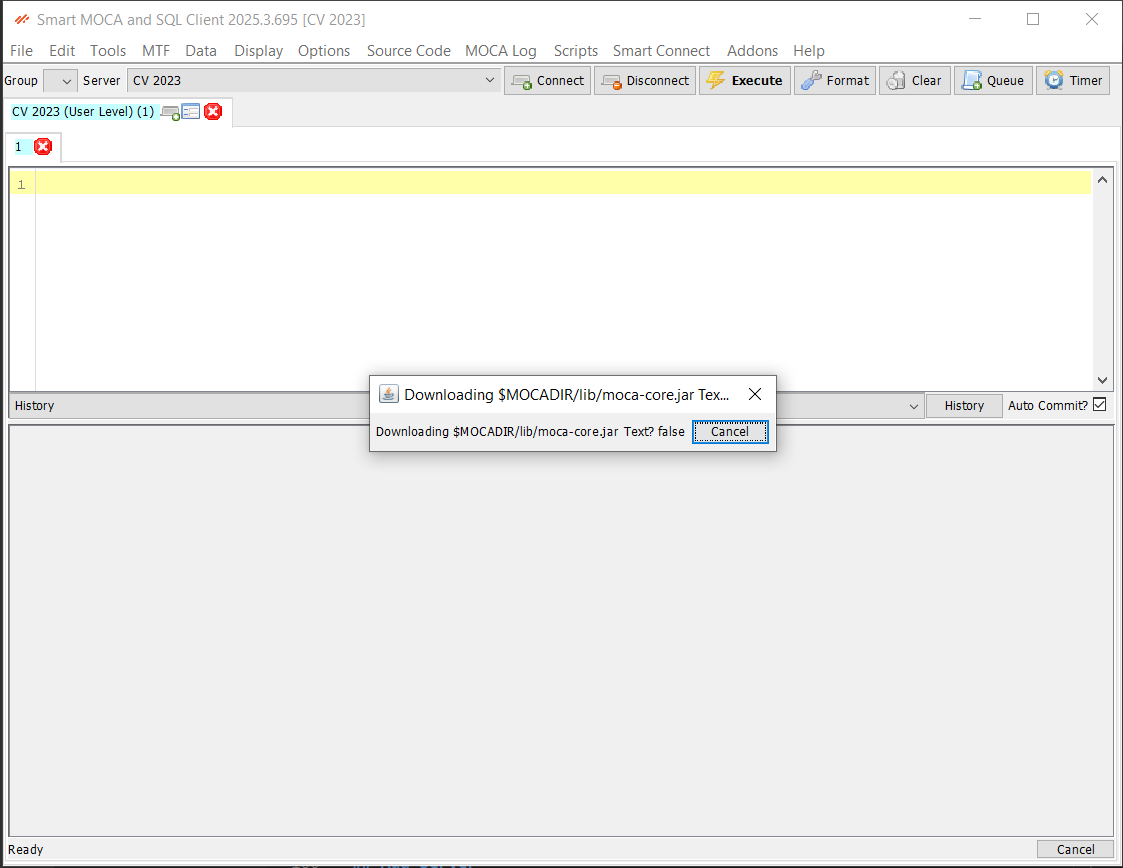 Smart MOCA and SQL Client 2025.3.695 [CV 2023]
File Edit Tools MTF Data Display Options Source Code MOCA Log Scripts Smart Connect Addons Help
Group Server CV 2023 Connect Disconnect Execute Format Clear Queue Timer
CV 2023 (User Level) (1)
1
1
Downloading $MOCADIR/lib/moca-core.jar Tex...
History History Auto Commit?
Downloading $MOCADIR/lib/moca-core.jar Text? false Cancel
Ready Cancel